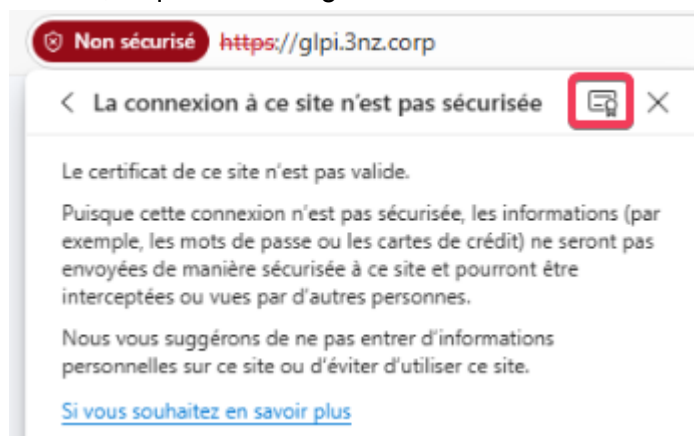 Non sécurisé https://glpi.3nz.corp
La connexion à ce site n'est pas sécurisée
Le certificat de ce site n'est pas valide.
Puisque cette connexion n'est pas sécurisée, les informations (par
exemple, les mots de passe ou les cartes de crédit) ne seront pas
envoyées de manière sécurisée à ce site et pourront être
interceptées ou vues par d'autres personnes.
Nous vous suggérons de ne pas entrer d'informations
personnelles sur ce site ou d'éviter d'utiliser ce site.
Si vous souhaitez en savoir plus